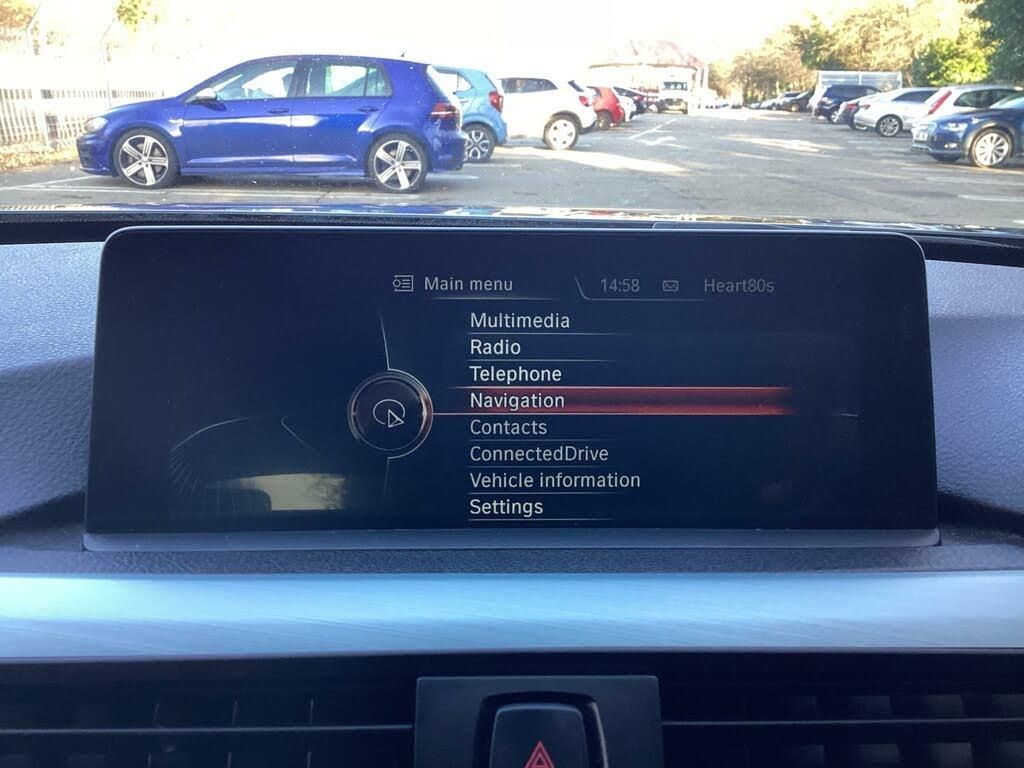 Main menu 14:58 Heart80s
Multimedia
Radio
Telephone
Navigation
Contacts
ConnectedDrive
Vehicle information
Settings